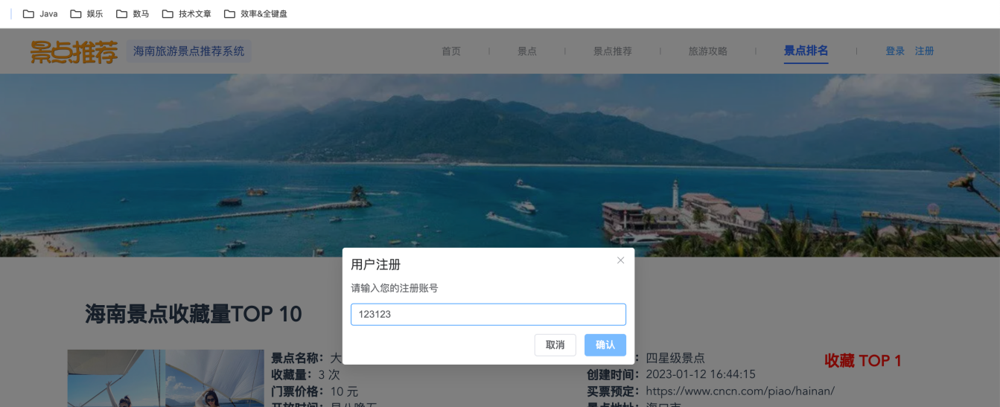 Java 娱乐 数马 技术文章 效率&全键盘
景点推荐 海南旅游景点推荐系统 首页 景点 景点推荐 旅游攻略 景点排名 登录 注册
用户注册
请输入您的注册账号
123123
取消 确认
海南景点收藏量TOP 10
景点名称：大
：四星级景点
收藏 TOP 1
收藏量：3 次
创建时间：2023-01-12 16:44:15
门票价格：10 元
买票预定：https://www.cncn.com/piao/hainan/